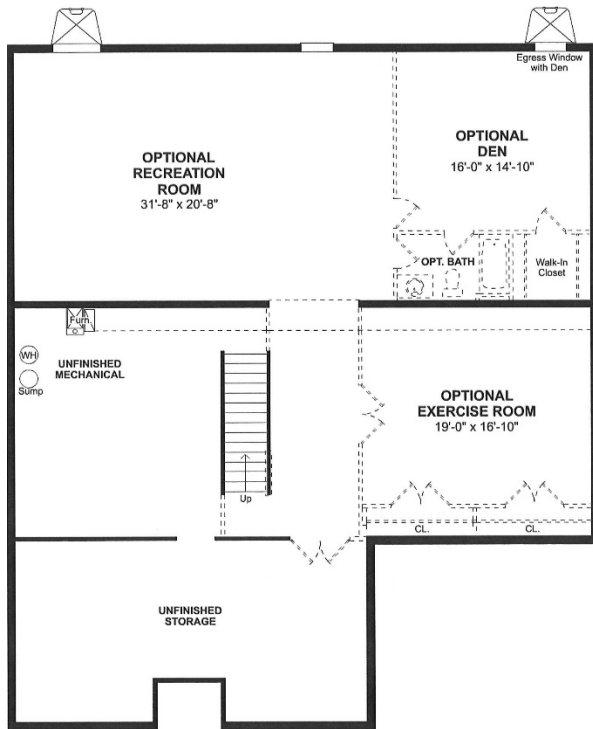 Egress Window
with Den
OPTIONAL
RECREATION
ROOM
31'-8" x 20'-8"
OPTIONAL
DEN
16'-0" x 14'-10"
OPT. BATH
Walk-In
Closet
Furn.
WH
UNFINISHED
MECHANICAL
Sump
OPTIONAL
EXERCISE ROOM
19'-0" x 16'-10"
Up
CL.
CL.
UNFINISHED
STORAGE